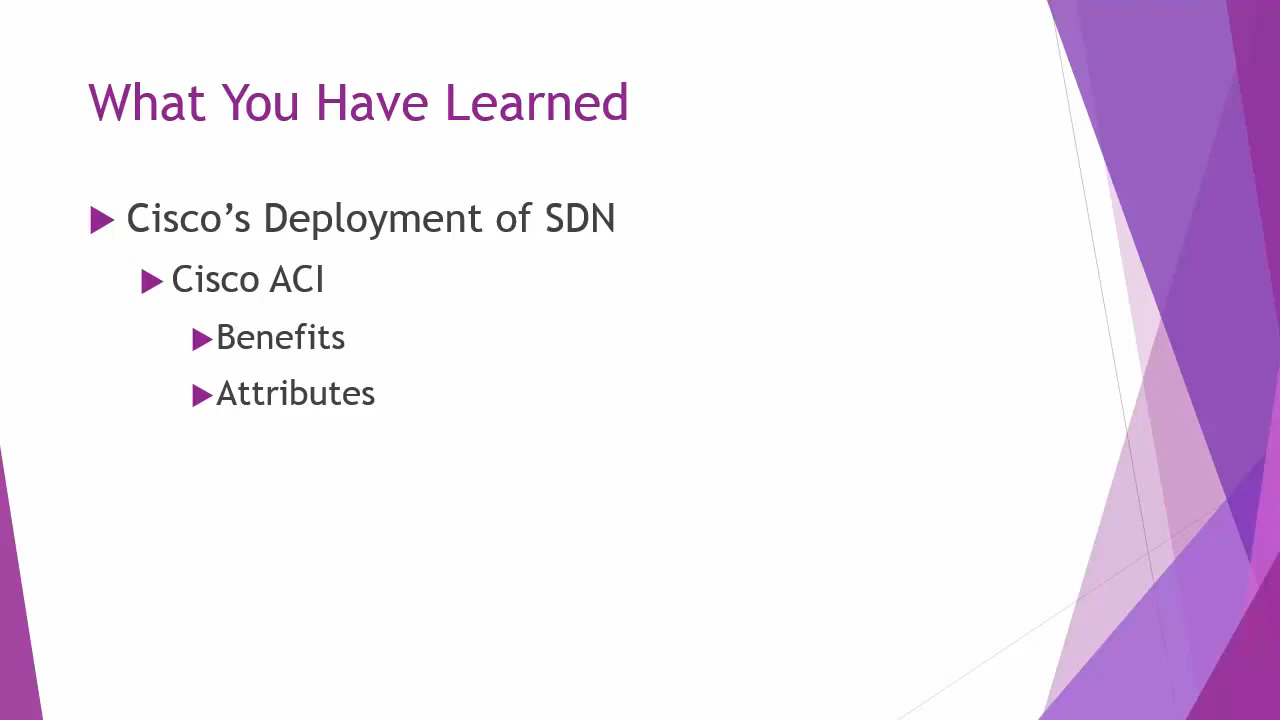 What You Have Learned
Cisco’s Deployment of SDN
Cisco ACI
Benefits
Attributes